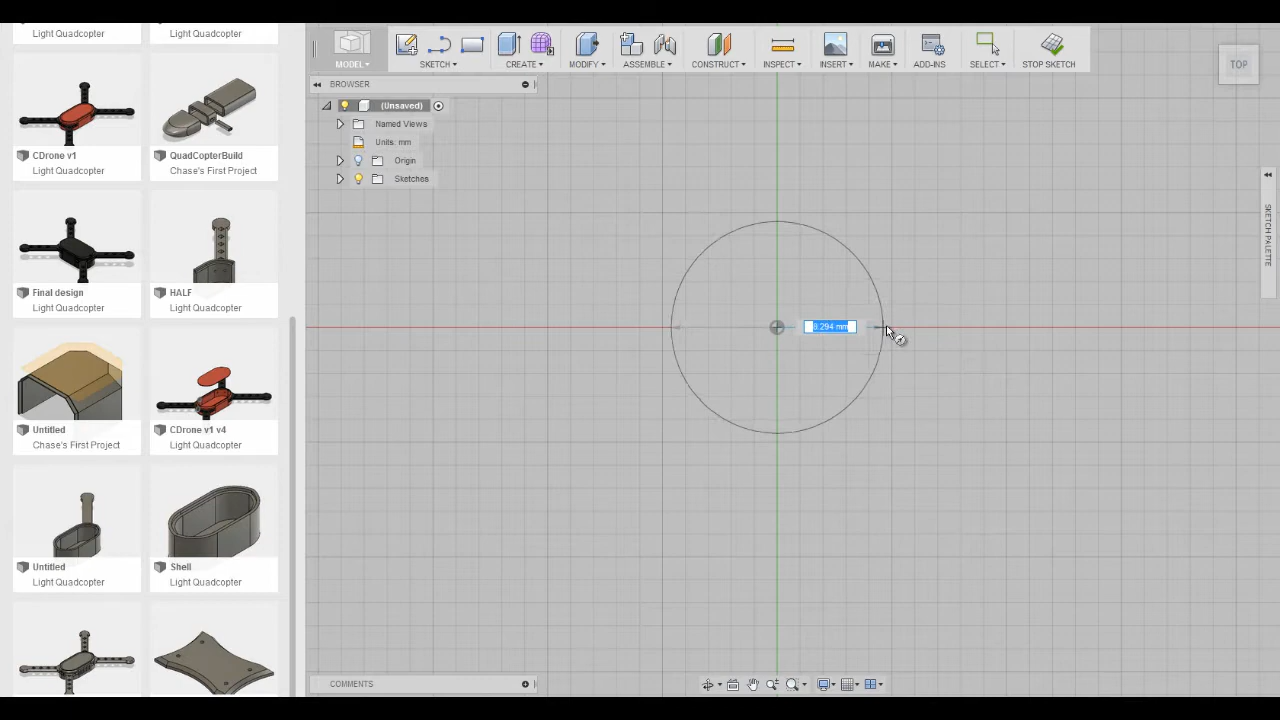 Light Quadcopter
Light Quadcopter
CDrone v1
Light Quadcopter
QuadCopterBuild
Chase's First Project
Final design
Light Quadcopter
HALF
Light Quadcopter
Untitled
Chase's First Project
CDrone v1 v4
Light Quadcopter
Untitled
Light Quadcopter
Shell
Light Quadcopter
MODEL
SKETCH
CREATE
MODIFY
ASSEMBLE
CONSTRUCT
INSPECT
INSERT
MAKE
ADD-INS
SELECT
STOP SKETCH
BROWSER
(Unsaved)
Named Views
Units: mm
Origin
Sketches
8.294 mm
TOP
SKETCH PALETTE
COMMENTS